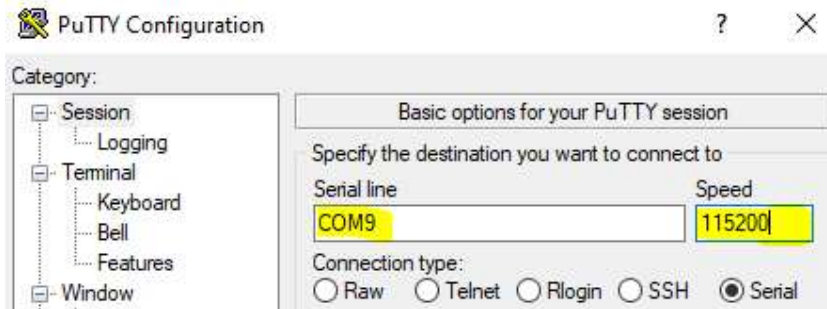 PuTTY Configuration ? X
Category:
Session
Logging
Terminal
Keyboard
Bell
Features
Window
Basic options for your PuTTY session
Specify the destination you want to connect to
Serial line Speed
COM9 115200
Connection type:
Raw Telnet Rlogin SSH Serial